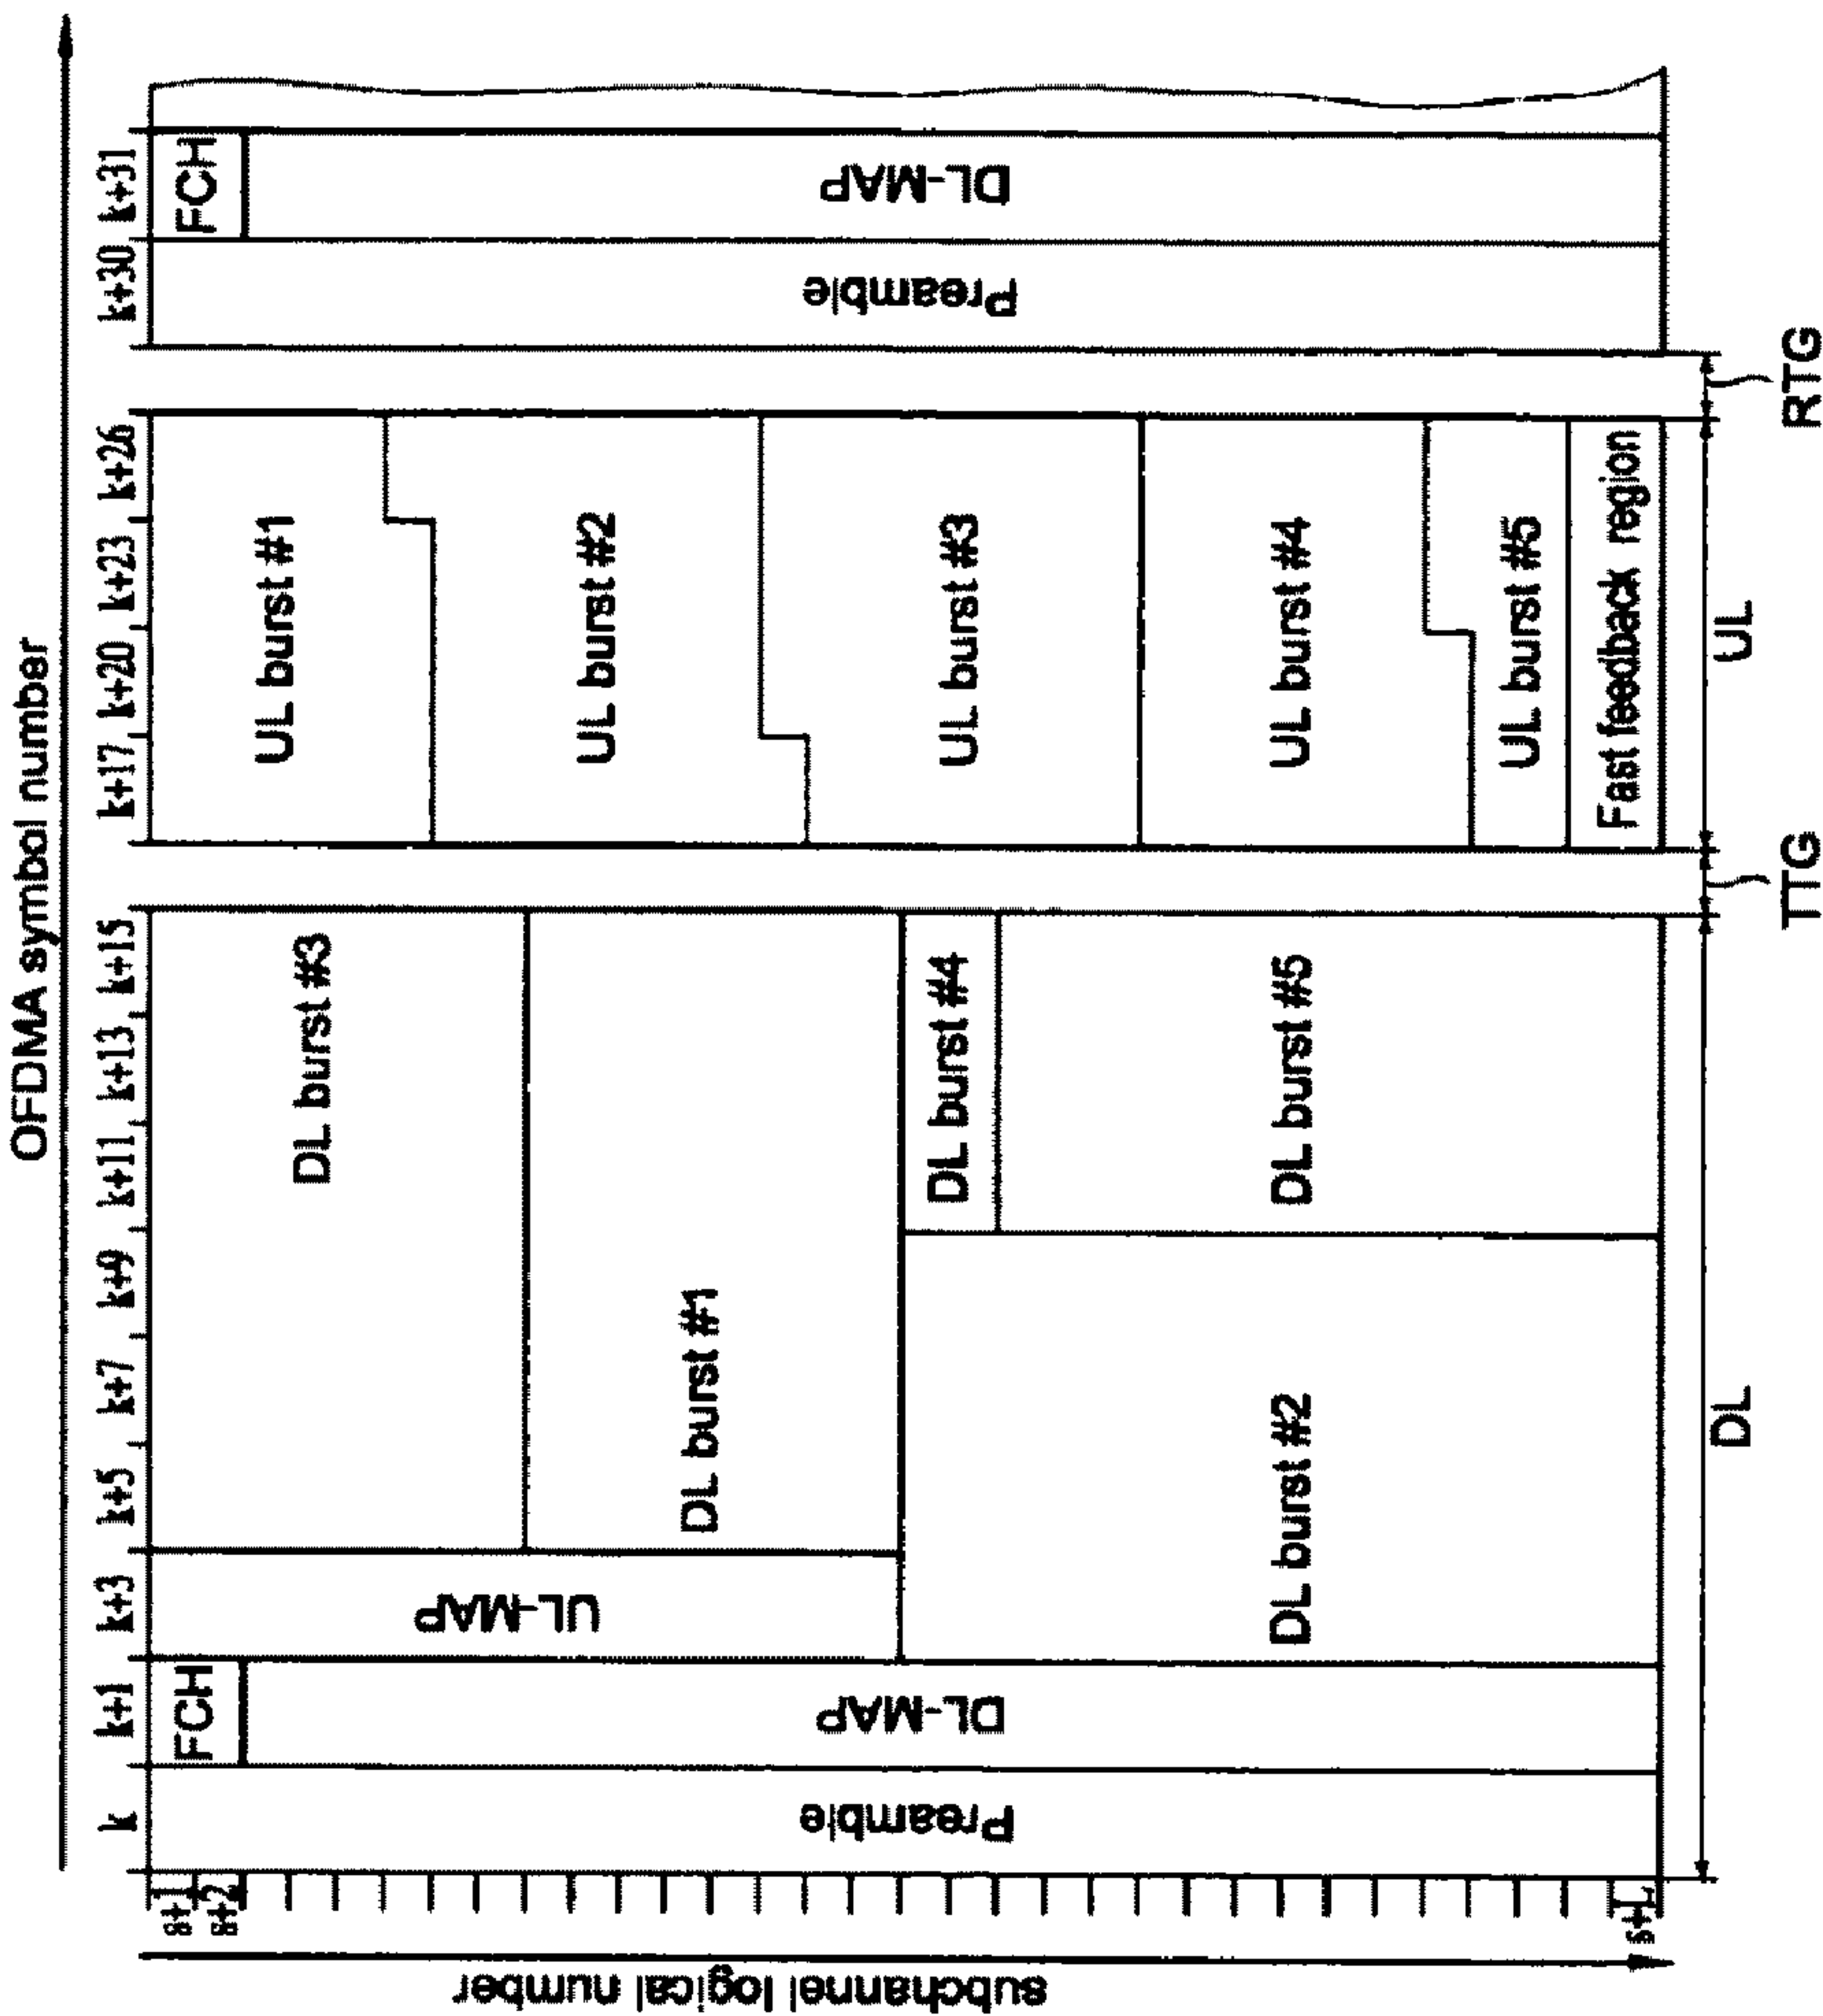 OFDMA symbol number
k
k+1
k+3
k+5
k+7
k+9
k+11
k+13
k+15
k+17
k+20
k+23
k+26
k+30
k+31
subchannel logical number
s+1
s+2
s+L
Preamble
FCH
DL-MAP
UL-MAP
DL burst #3
DL burst #1
DL burst #2
DL burst #4
DL burst #5
UL burst #1
UL burst #2
UL burst #3
UL burst #4
UL burst #5
Fast feedback region
Preamble
FCH
DL-MAP
DL
TTG
UL
RTG